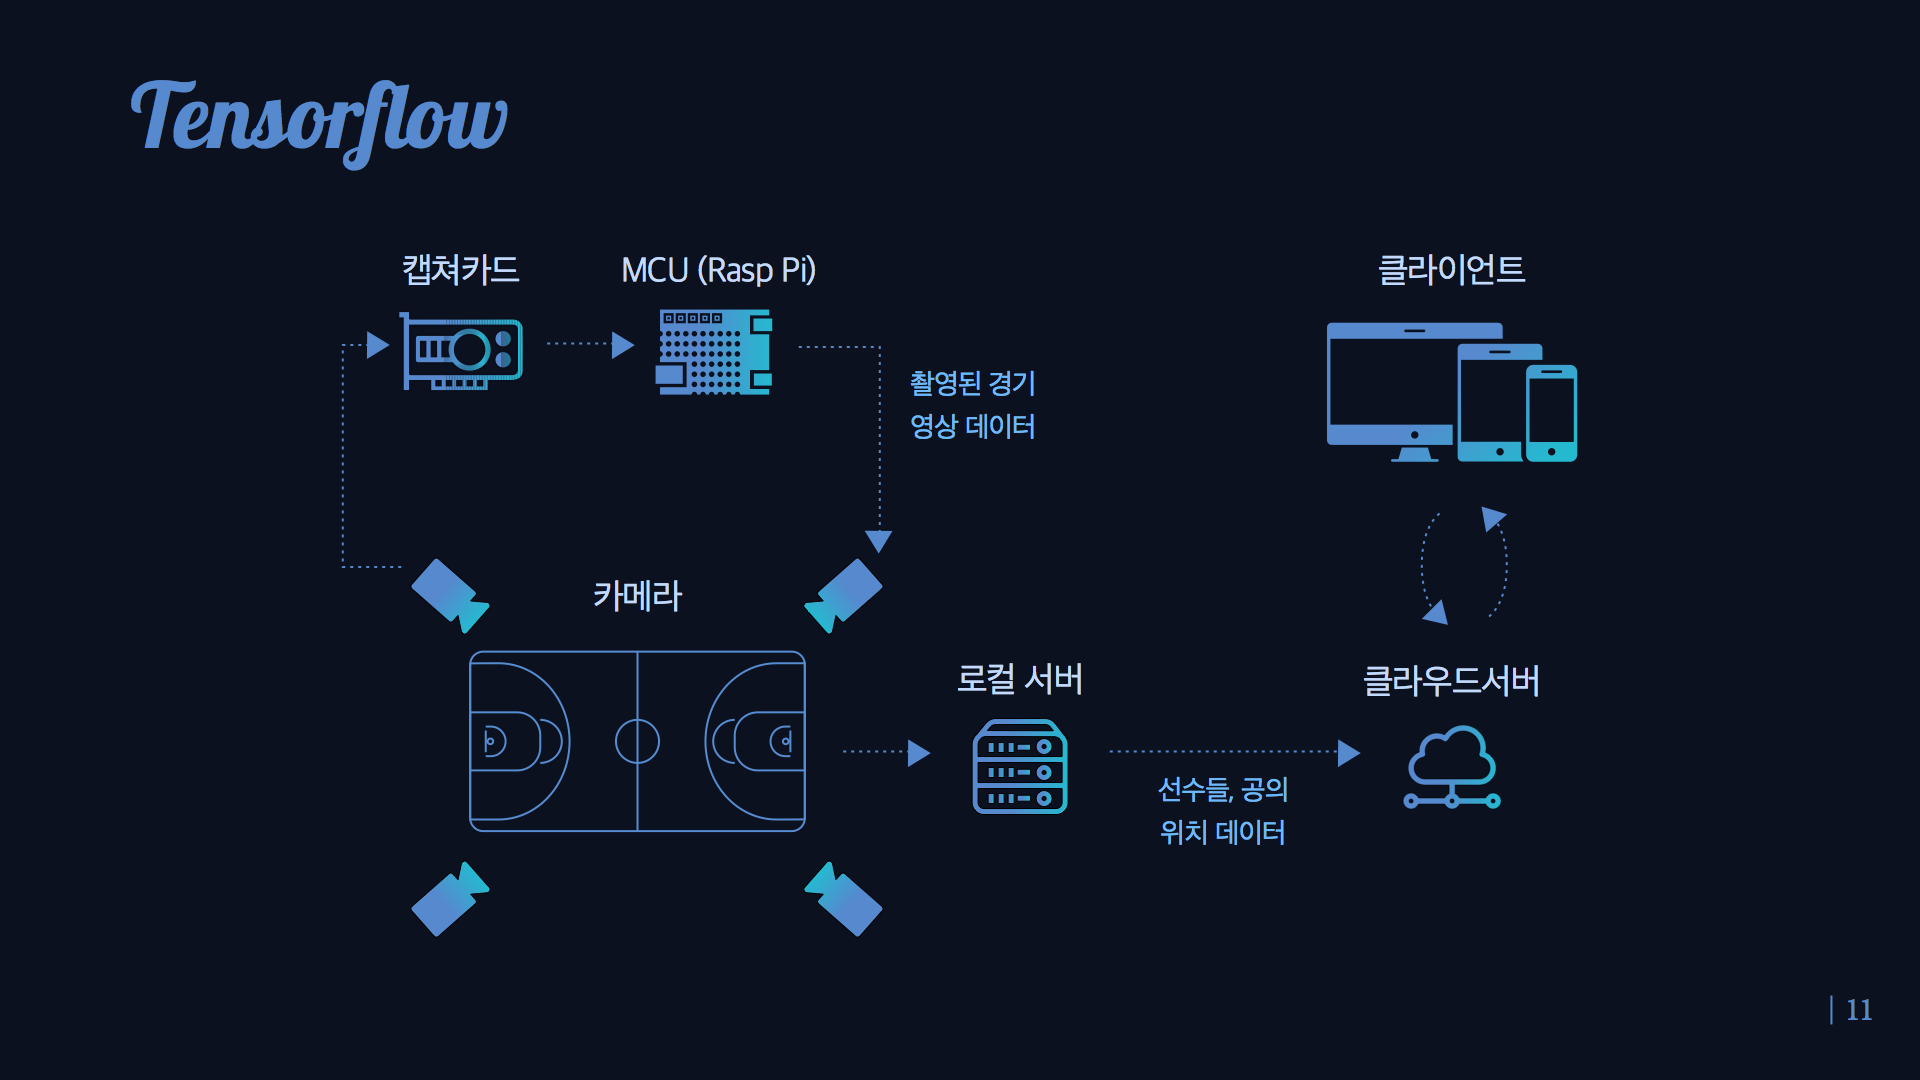 Tensorflow
캡쳐카드
MCU (Rasp Pi)
클라이언트
촬영된 경기
영상 데이터
카메라
로컬 서버
클라우드서버
선수들, 공의
위치 데이터
11